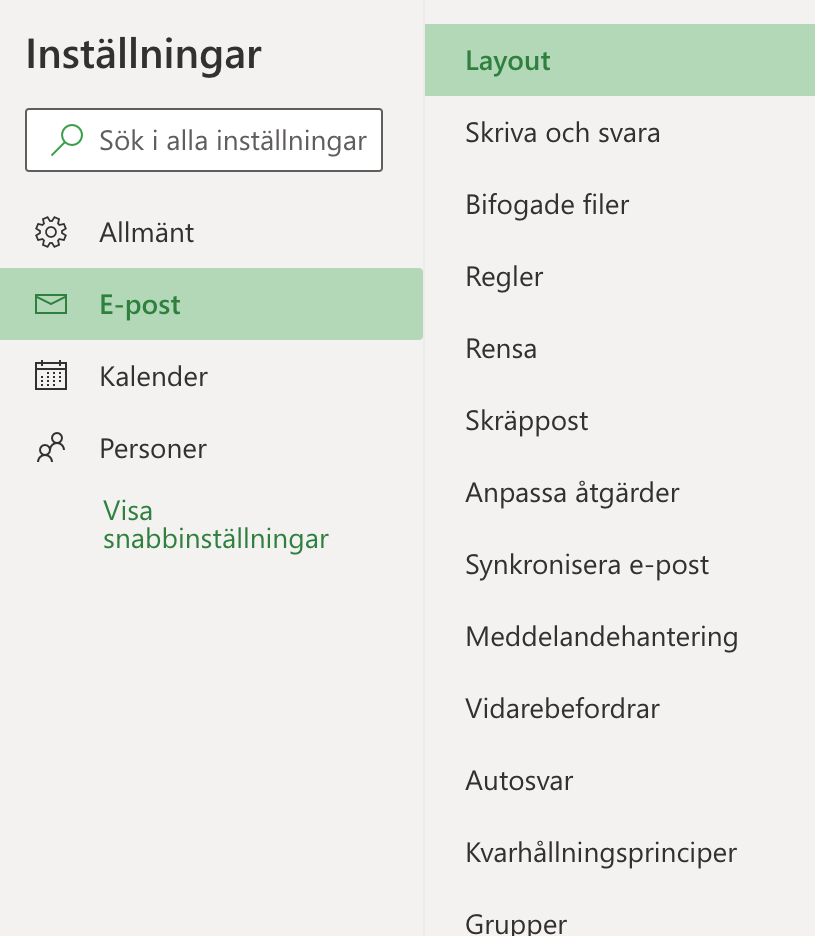 Inställningar
Sök i alla inställningar
Allmänt
E-post
Kalender
Personer
Visa
snabbinställningar
Layout
Skriva och svara
Bifogade filer
Regler
Rensa
Skräppost
Anpassa åtgärder
Synkronisera e-post
Meddelandehantering
Vidarebefordrar
Autosvar
Kvarhållningsprinciper
Grupper